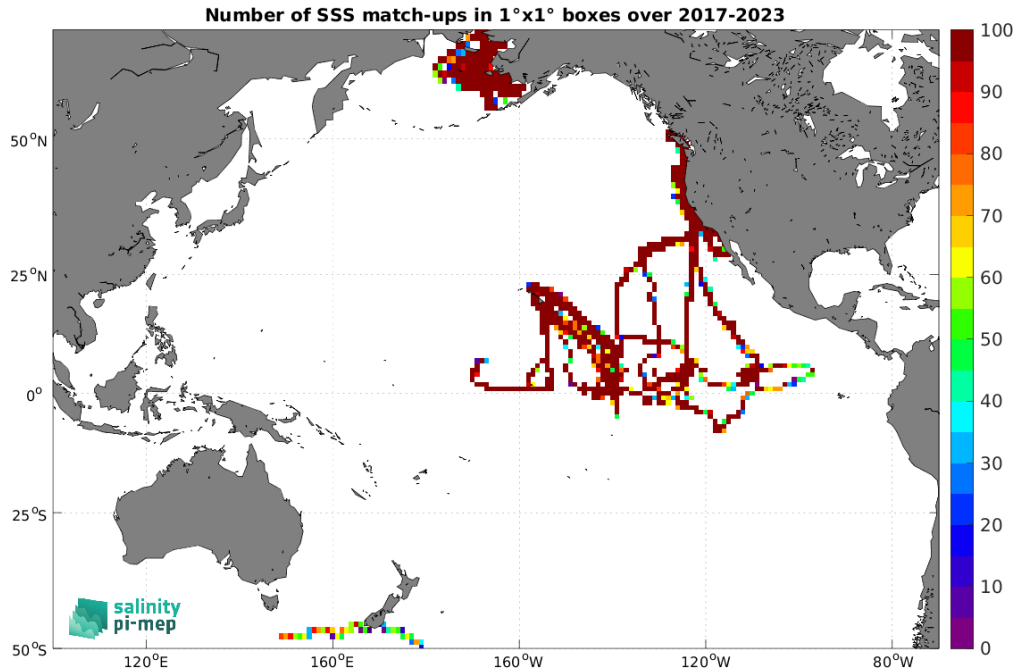 Number of SSS match-ups in 1°x1° boxes over 2017-2023
100
90
80
70
60
50
40
30
20
10
0
50°N
25°N
0°
25°S
50°S
120°E
160°E
160°W
120°W
80°W
salinity
pi-mep